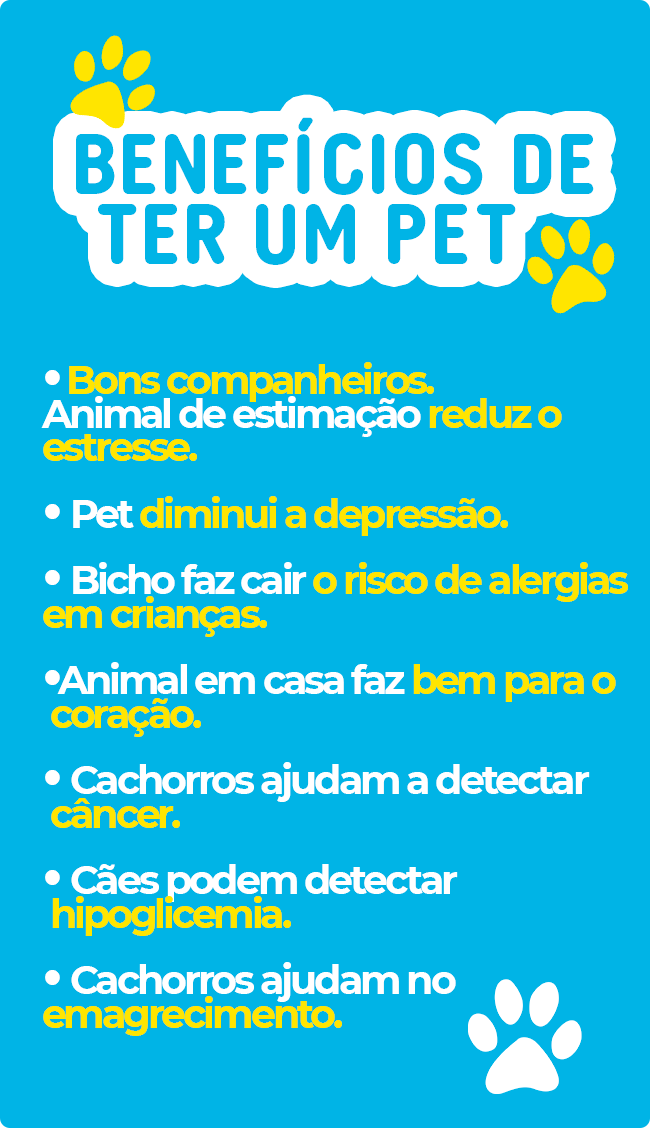 BENEFÍCIOS DE
TER UM PET
• Bons companheiros.
Animal de estimação reduz o
estresse.
• Pet diminui a depressão.
• Bicho faz cair o risco de alergias
em crianças.
•Animal em casa faz bem para o
coração.
• Cachorros ajudam a detectar
câncer.
• Cães podem detectar
hipoglicemia.
• Cachorros ajudam no
emagrecimento.